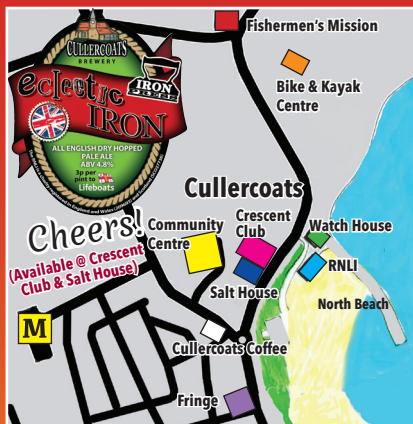 Fishermen's Mission
CULLERCOATS
BREWERY
IRON
PRESS
eclectic
IRON
ALL ENGLISH DRY HOPPED
PALE ALE
ABV 4.8%
3p per
pint to
Lifeboats
Bike & Kayak
Centre
Cullercoats
Cheers!
(Available @ Crescent
Club & Salt House)
Community
Centre
Crescent
Club
Watch House
RNLI
Salt House
North Beach
M
Cullercoats Coffee
Fringe